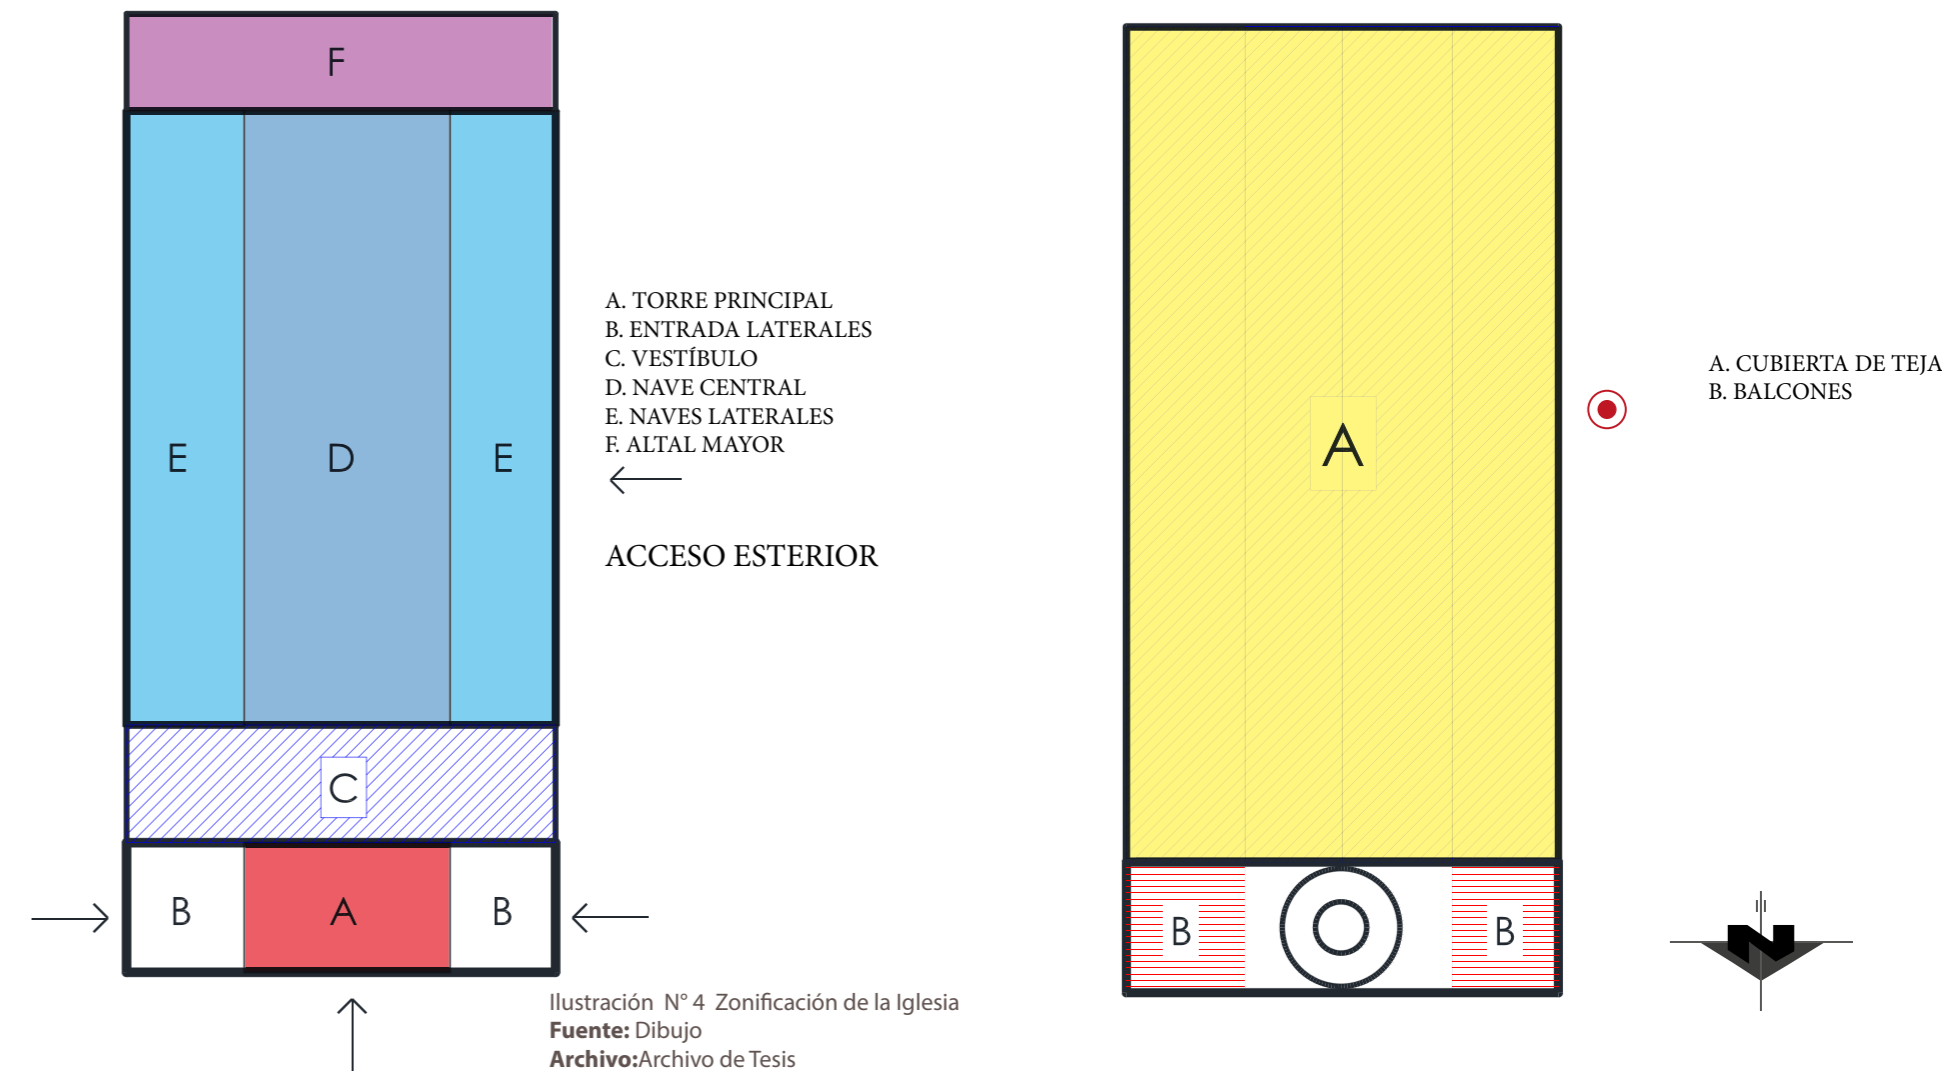 F
E
D
E
C
B
A
B
A. TORRE PRINCIPAL
B. ENTRADA LATERALES
C. VESTÍBULO
D. NAVE CENTRAL
E. NAVES LATERALES
F. ALTAL MAYOR
ACCESO ESTERIOR
Ilustración N° 4 Zonificación de la Iglesia
Fuente: Dibujo
Archivo:Archivo de Tesis
A
B
B
A. CUBIERTA DE TEJA
B. BALCONES
N